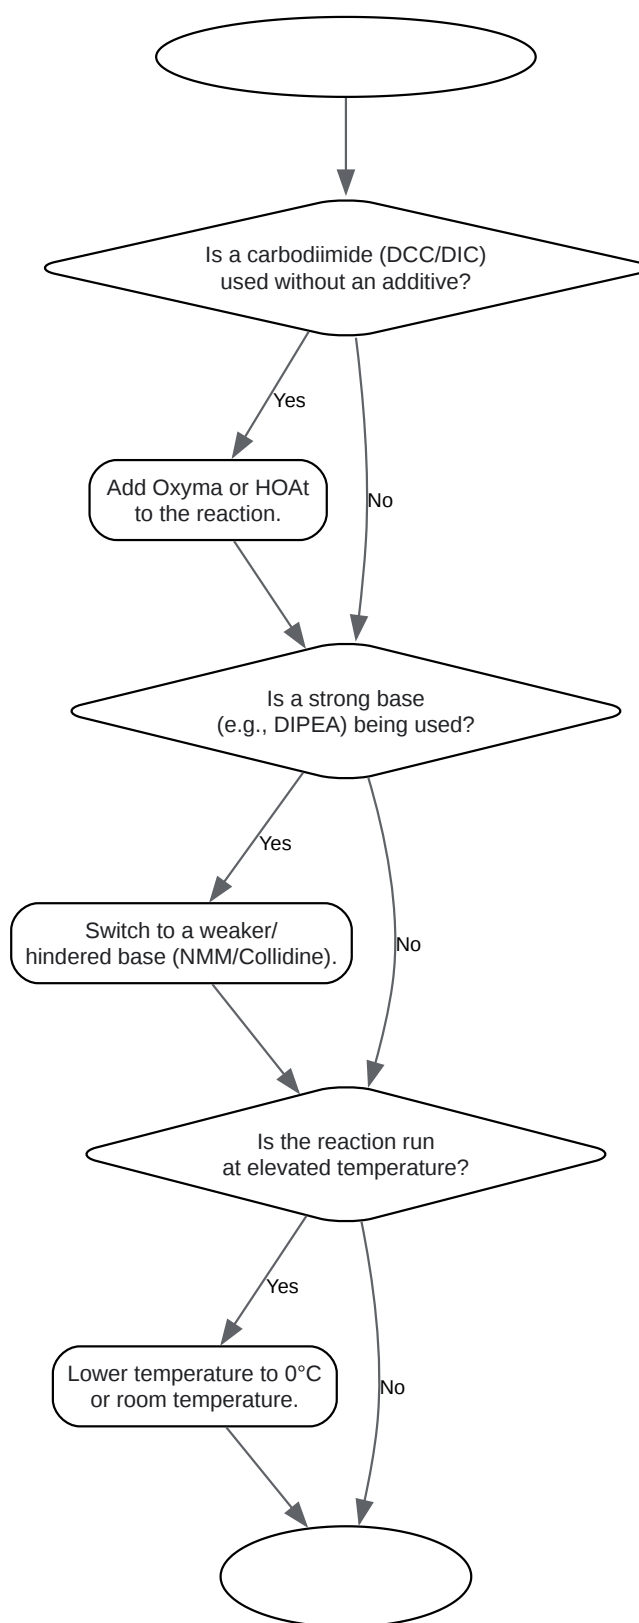 Is a carbodiimide (DCC/DIC)
used without an additive?
Yes
Add Oxyma or HOAt
to the reaction.
No
Is a strong base
(e.g., DIPEA) being used?
Yes
Switch to a weaker/
hindered base (NMM/Collidine).
No
Is the reaction run
at elevated temperature?
Yes
Lower temperature to 0°C
or room temperature.
No